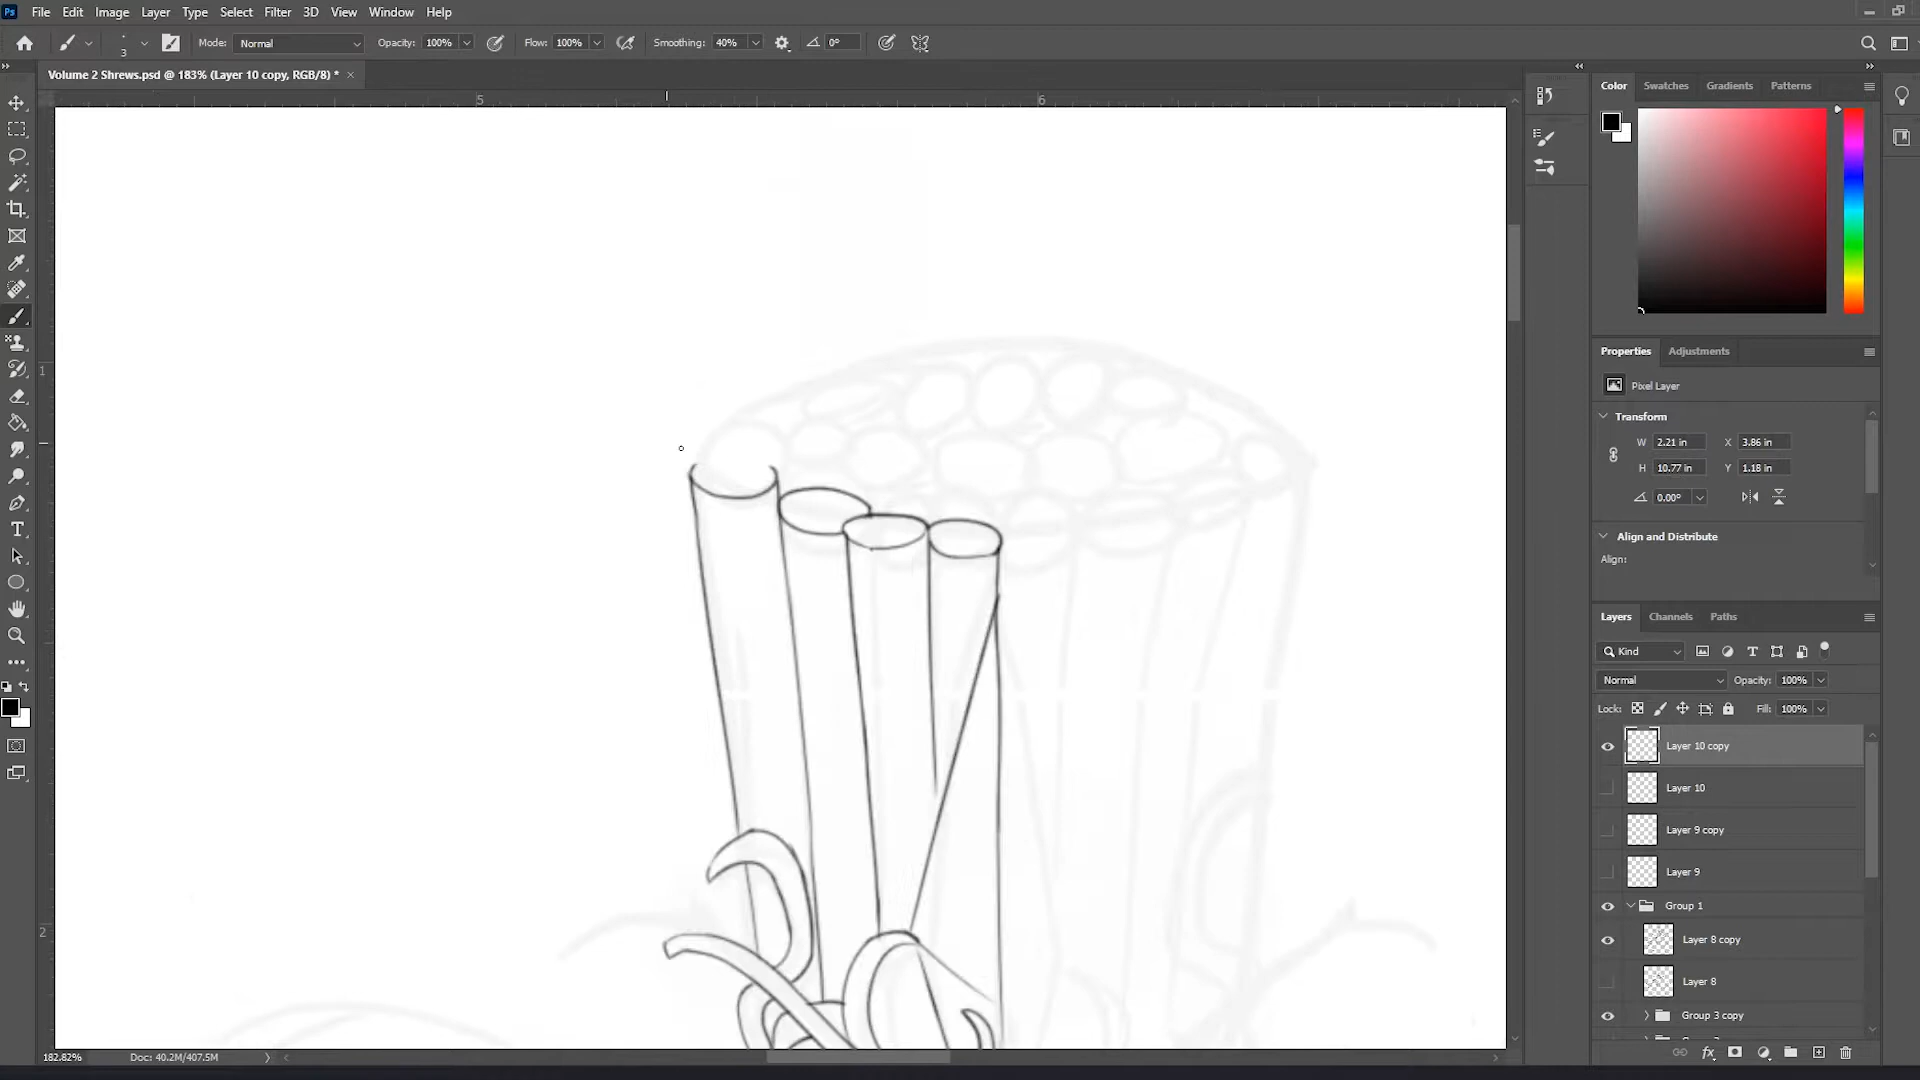 Ps File Edit Image Layer Type Select Filter 3D View Window Help
3 Mode: Normal Opacity: 100% Flow: 100% Smoothing: 40% 0°
Volume 2 Shrews.psd @ 183% (Layer 10 copy, RGB/8) * ×
5 6
1
2
Color Swatches Gradients Patterns
Properties Adjustments
Pixel Layer
Transform
W 2.21 in X 3.86 in
H 10.77 in Y 1.18 in
0.00°
Align and Distribute
Align:
Layers Channels Paths
Kind
Normal Opacity: 100%
Lock: Fill: 100%
Layer 10 copy
Layer 10
Layer 9 copy
Layer 9
Group 1
Layer 8 copy
Layer 8
Group 3 copy
182.82% Doc: 40.2M/407.5M